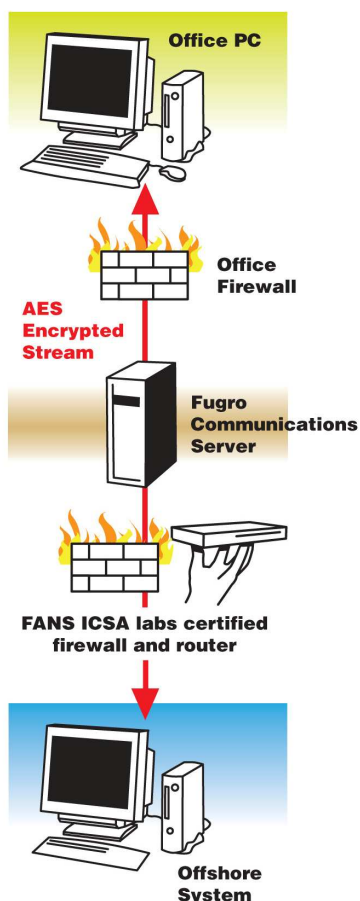 Office PC
Office
Firewall
AES
Encrypted
Stream
Fugro
Communications
Server
FANS ICSA labs certified
firewall and router
Offshore
System